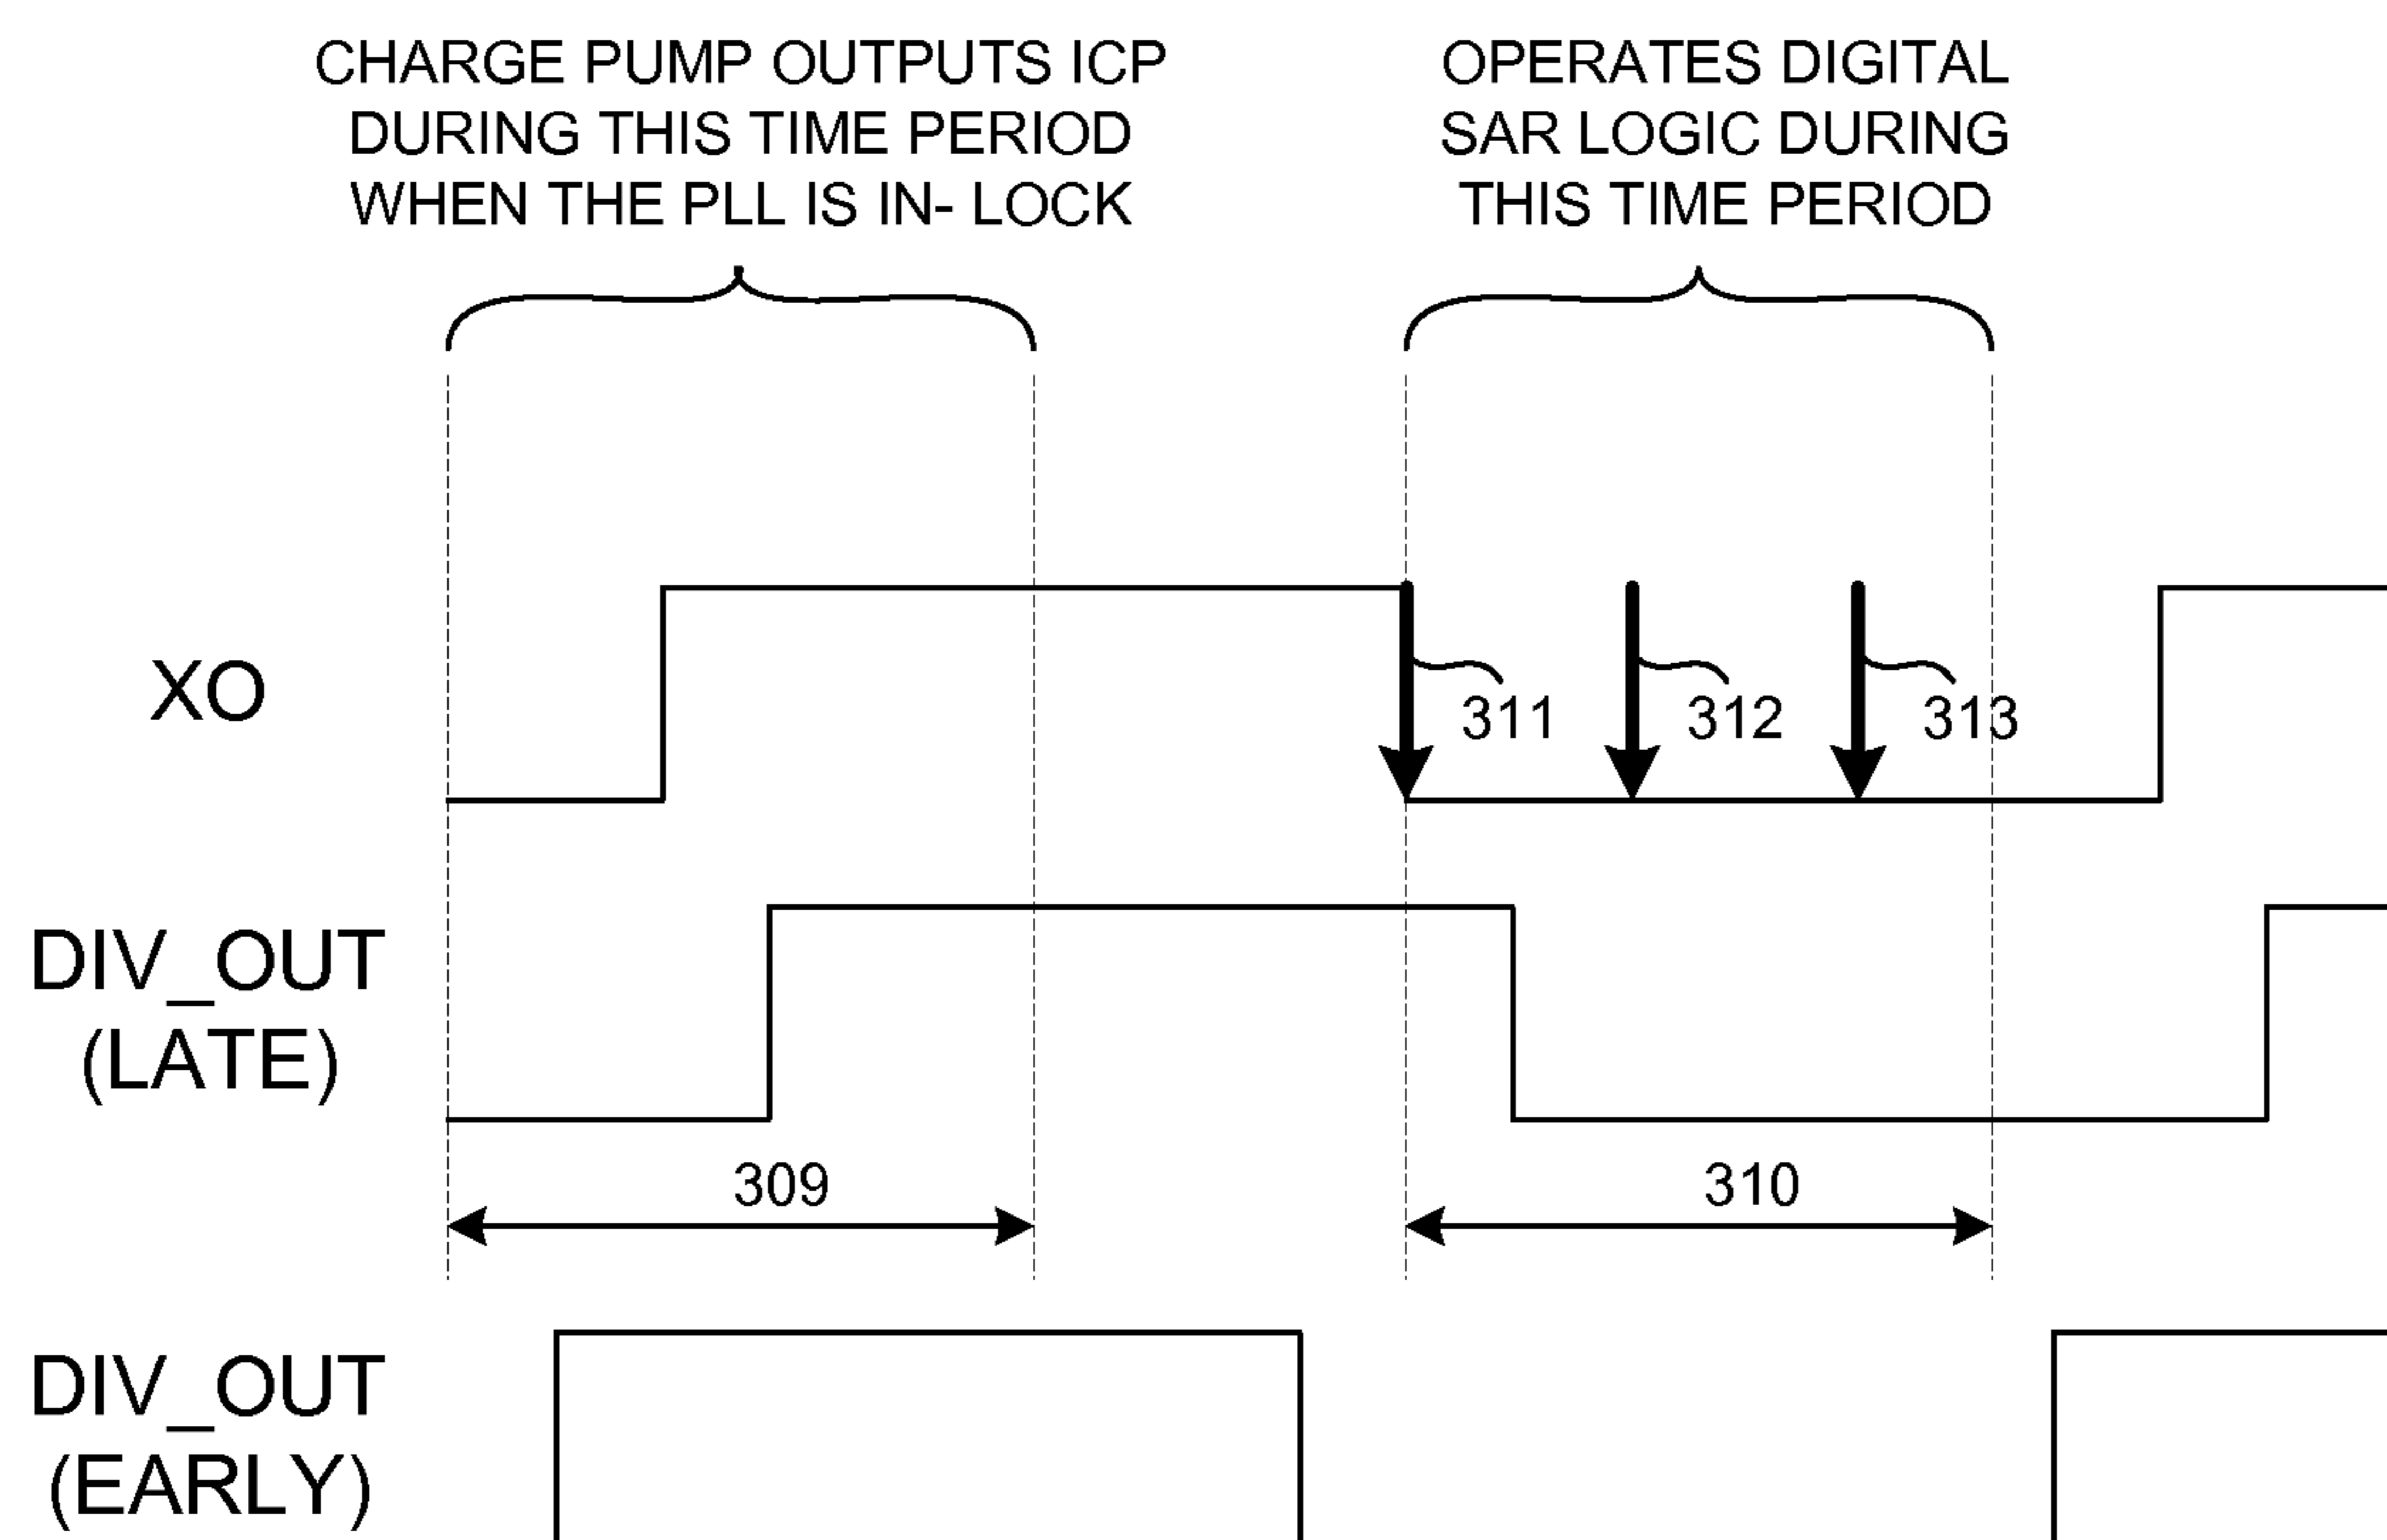 CHARGE PUMP OUTPUTS ICP
DURING THIS TIME PERIOD
WHEN THE PLL IS IN- LOCK
OPERATES DIGITAL
SAR LOGIC DURING
THIS TIME PERIOD
XO
311
312
313
DIV_OUT
(LATE)
309
310
DIV_OUT
(EARLY)